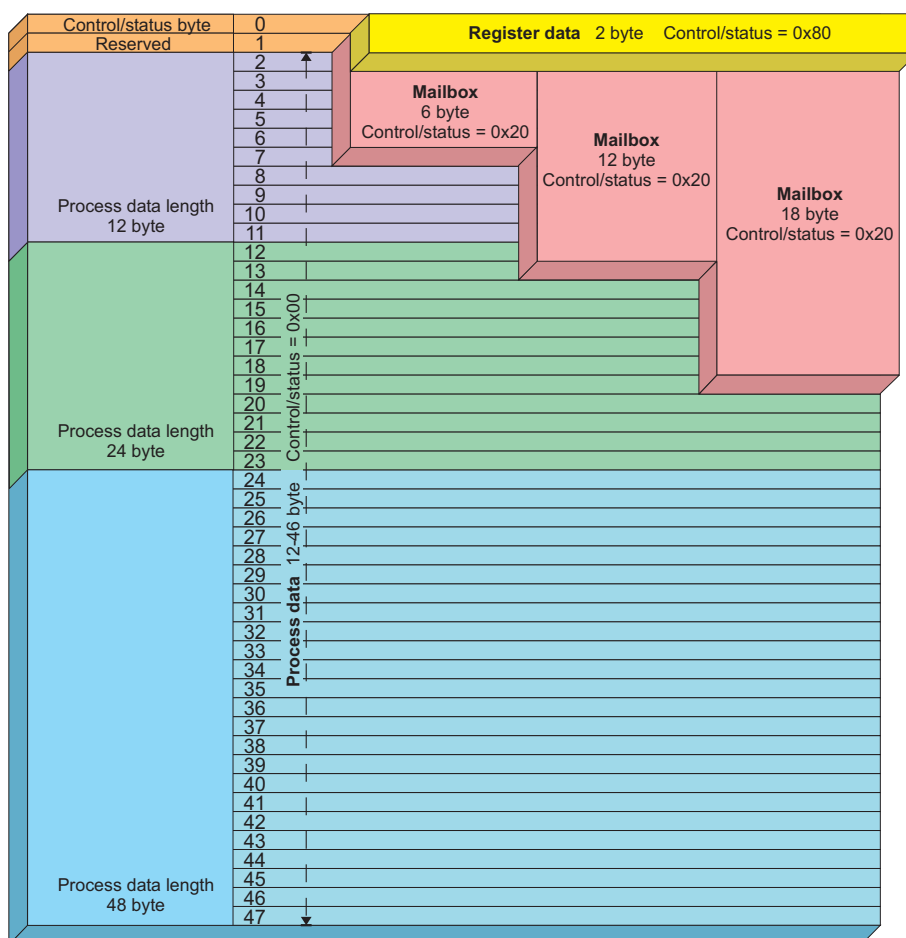 Control/status byte 0
Reserved 1
Register data 2 byte Control/status = 0x80
2
3
4
5
6
7
8
9
10
11
Process data length
12 byte
Mailbox
6 byte
Control/status = 0x20
Mailbox
12 byte
Control/status = 0x20
Mailbox
18 byte
Control/status = 0x20
12
13
14
15
16
17
18
19
20
21
22
23
Process data length
24 byte
Process data 12-46 byte Control/status = 0x00
24
25
26
27
28
29
30
31
32
33
34
35
36
37
38
39
40
41
42
43
44
45
46
47
Process data length
48 byte